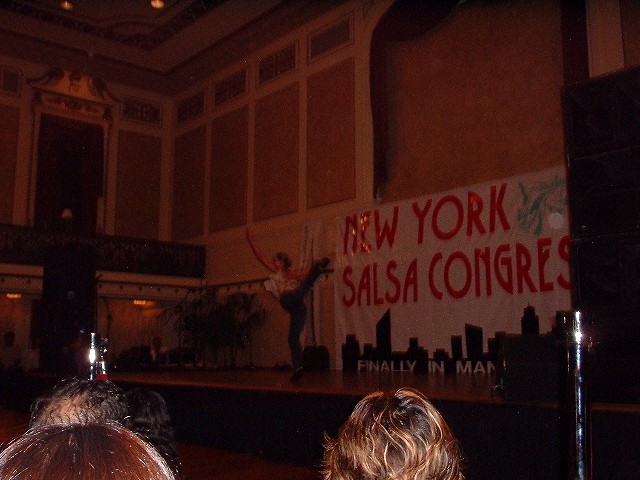 NEW YORK
SALSA CONGRES
FINALLY IN MAN